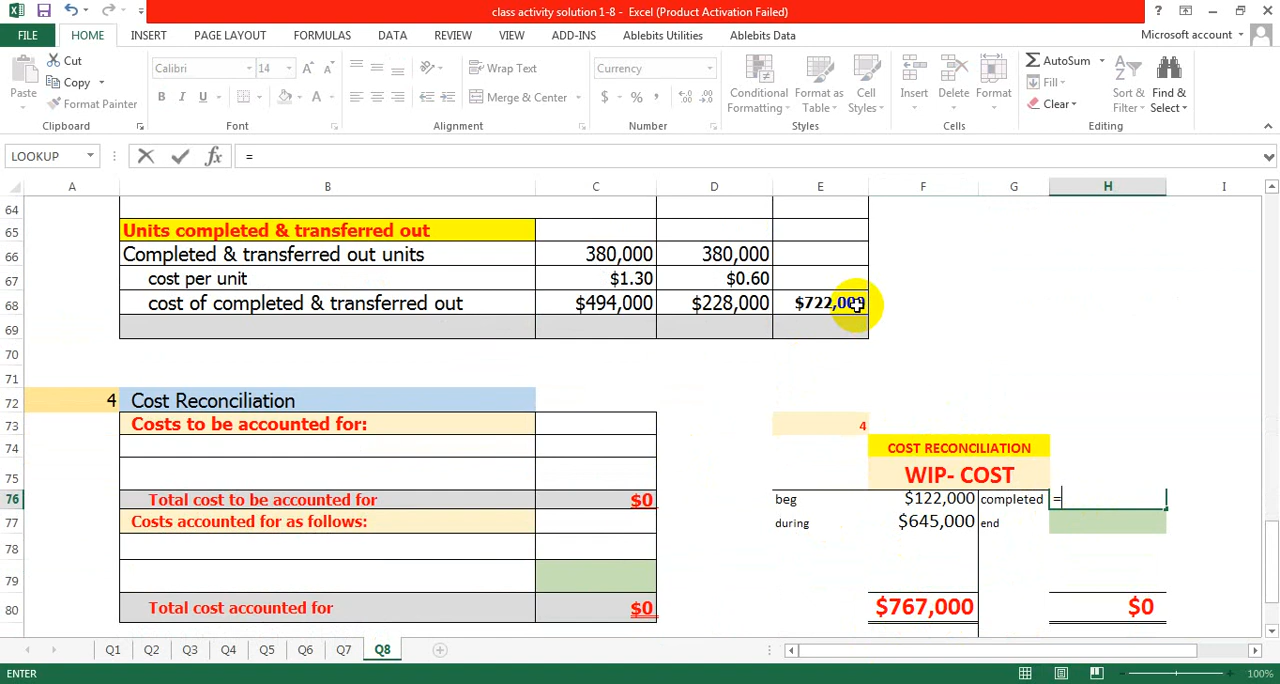 class activity solution 1-8 - Excel (Product Activation Failed)
FILE HOME INSERT PAGE LAYOUT FORMULAS DATA REVIEW VIEW ADD-INS Ablebits Utilities Ablebits Data Microsoft account
Cut
Copy
Format Painter
Paste
Clipboard
Calibri 14
B I U
Font
Wrap Text
Merge & Center
Alignment
Currency
$ % ,
Number
Conditional Formatting
Format as Table
Cell Styles
Styles
Insert Delete Format
Cells
AutoSum
Fill
Clear
Sort & Filter
Find & Select
Editing
LOOKUP fx =
A B C D E F G H I
64
65 Units completed & transferred out
66 Completed & transferred out units 380,000 380,000
67 cost per unit $1.30 $0.60
68 cost of completed & transferred out $494,000 $228,000 $722,000
69
70
71
72 4 Cost Reconciliation
73 Costs to be accounted for: 4
74 COST RECONCILIATION
75 WIP- COST
76 Total cost to be accounted for $0 beg $122,000 completed =
77 Costs accounted for as follows: during $645,000 end
78
79
80 Total cost accounted for $0 $767,000 $0
Q1 Q2 Q3 Q4 Q5 Q6 Q7 Q8
ENTER 100%